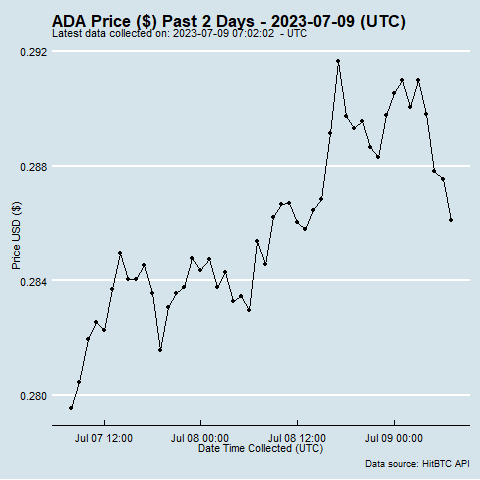 ADA Price ($) Past 2 Days - 2023-07-09 (UTC)
Latest data collected on: 2023-07-09 07:02:02 - UTC
0.292
0.288
0.284
0.280
Price USD ($)
Jul 07 12:00 Jul 08 00:00 Jul 08 12:00 Jul 09 00:00
Date Time Collected (UTC)
Data source: HitBTC API